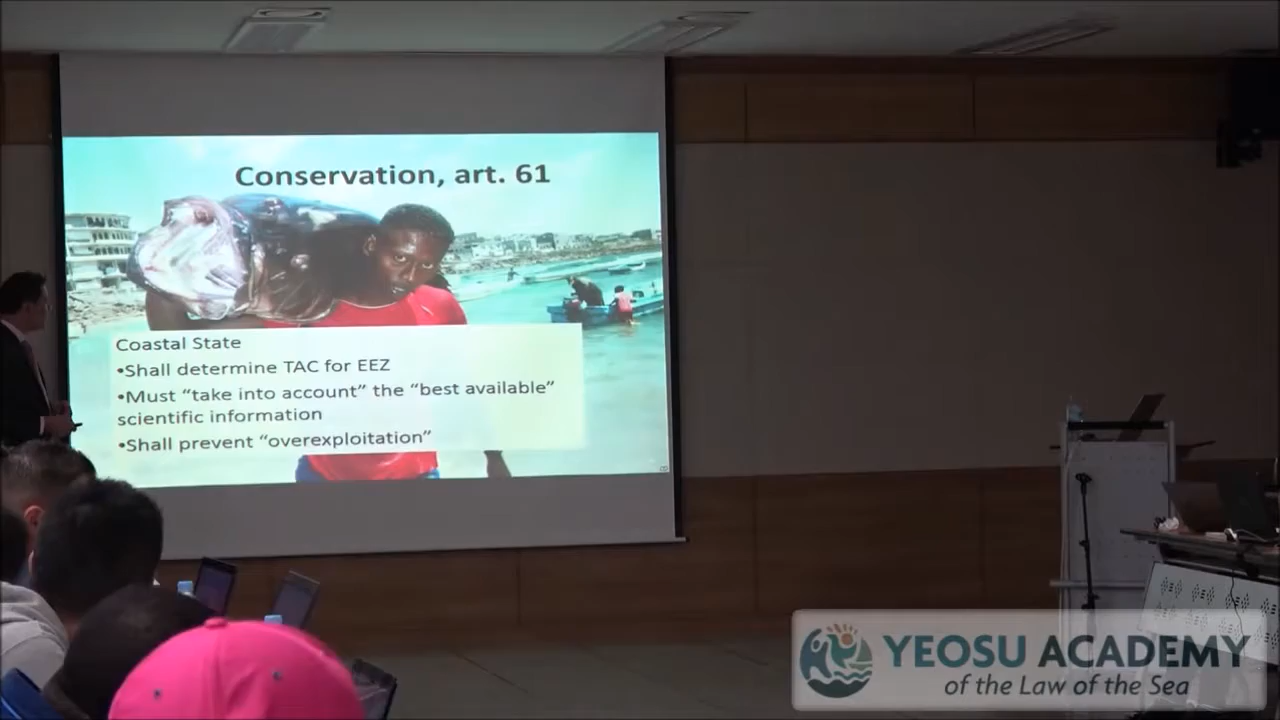 Conservation, art. 61
Coastal State
•Shall determine TAC for EEZ
•Must “take into account” the “best available”
scientific information
•Shall prevent “overexploitation”
YEOSU ACADEMY
of the Law of the Sea